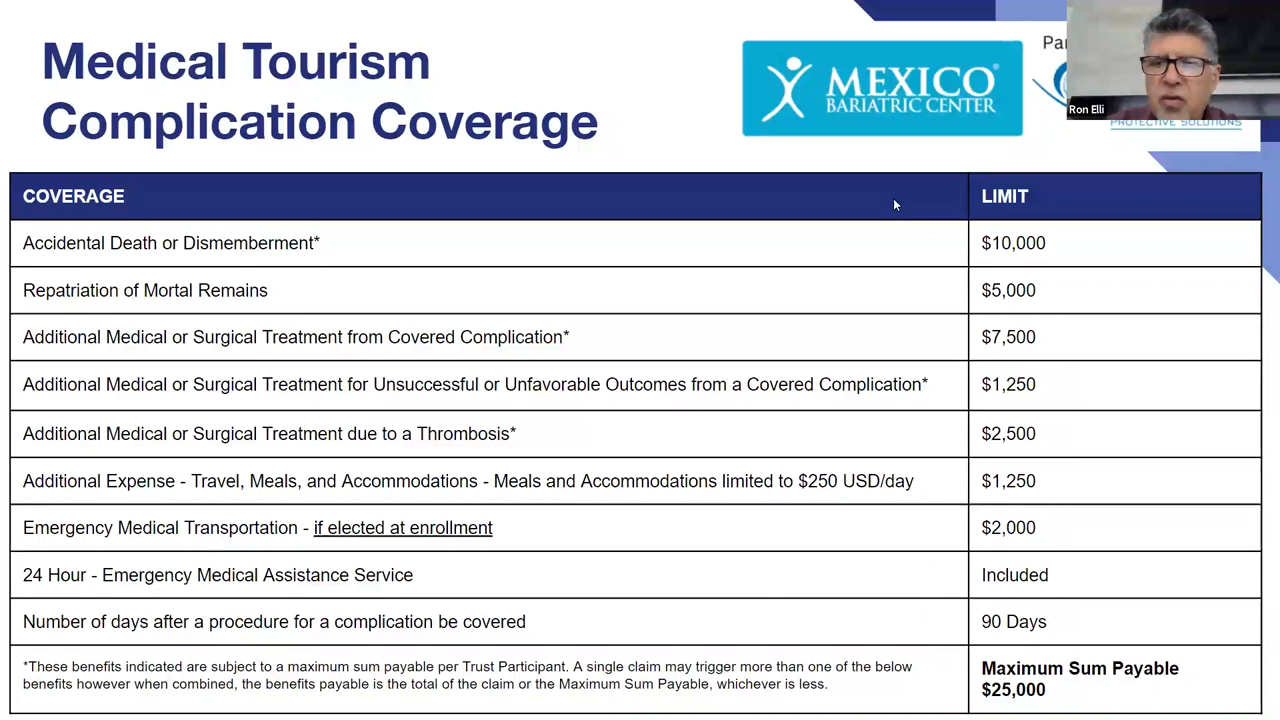 Medical Tourism
Complication Coverage
MEXICO
BARIATRIC CENTER
Ron Elli
PROTECTIVE SOLUTIONS
COVERAGE LIMIT
Accidental Death or Dismemberment* $10,000
Repatriation of Mortal Remains $5,000
Additional Medical or Surgical Treatment from Covered Complication* $7,500
Additional Medical or Surgical Treatment for Unsuccessful or Unfavorable Outcomes from a Covered Complication* $1,250
Additional Medical or Surgical Treatment due to a Thrombosis* $2,500
Additional Expense - Travel, Meals, and Accommodations - Meals and Accommodations limited to $250 USD/day $1,250
Emergency Medical Transportation - if elected at enrollment $2,000
24 Hour - Emergency Medical Assistance Service Included
Number of days after a procedure for a complication be covered 90 Days
*These benefits indicated are subject to a maximum sum payable per Trust Participant. A single claim may trigger more than one of the below
benefits however when combined, the benefits payable is the total of the claim or the Maximum Sum Payable, whichever is less.
Maximum Sum Payable
$25,000